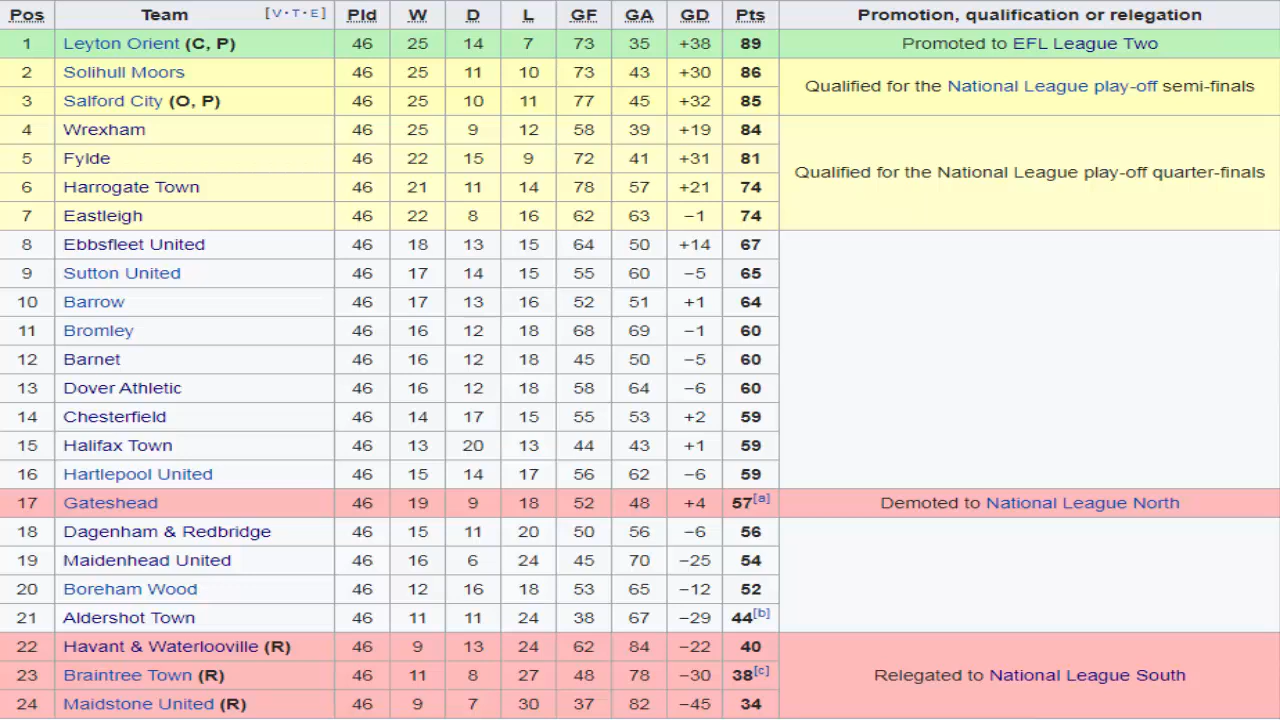 Pos Team [V·T·E] Pld W D L GF GA GD Pts Promotion, qualification or relegation
1 Leyton Orient (C, P) 46 25 14 7 73 35 +38 89 Promoted to EFL League Two
2 Solihull Moors 46 25 11 10 73 43 +30 86 Qualified for the National League play-off semi-finals
3 Salford City (O, P) 46 25 10 11 77 45 +32 85
4 Wrexham 46 25 9 12 58 39 +19 84 Qualified for the National League play-off quarter-finals
5 Fylde 46 22 15 9 72 41 +31 81
6 Harrogate Town 46 21 11 14 78 57 +21 74
7 Eastleigh 46 22 8 16 62 63 −1 74
8 Ebbsfleet United 46 18 13 15 64 50 +14 67
9 Sutton United 46 17 14 15 55 60 −5 65
10 Barrow 46 17 13 16 52 51 +1 64
11 Bromley 46 16 12 18 68 69 −1 60
12 Barnet 46 16 12 18 45 50 −5 60
13 Dover Athletic 46 16 12 18 58 64 −6 60
14 Chesterfield 46 14 17 15 55 53 +2 59
15 Halifax Town 46 13 20 13 44 43 +1 59
16 Hartlepool United 46 15 14 17 56 62 −6 59
17 Gateshead 46 19 9 18 52 48 +4 57[a] Demoted to National League North
18 Dagenham & Redbridge 46 15 11 20 50 56 −6 56
19 Maidenhead United 46 16 6 24 45 70 −25 54
20 Boreham Wood 46 12 16 18 53 65 −12 52
21 Aldershot Town 46 11 11 24 38 67 −29 44[b]
22 Havant & Waterlooville (R) 46 9 13 24 62 84 −22 40 Relegated to National League South
23 Braintree Town (R) 46 11 8 27 48 78 −30 38[c]
24 Maidstone United (R) 46 9 7 30 37 82 −45 34